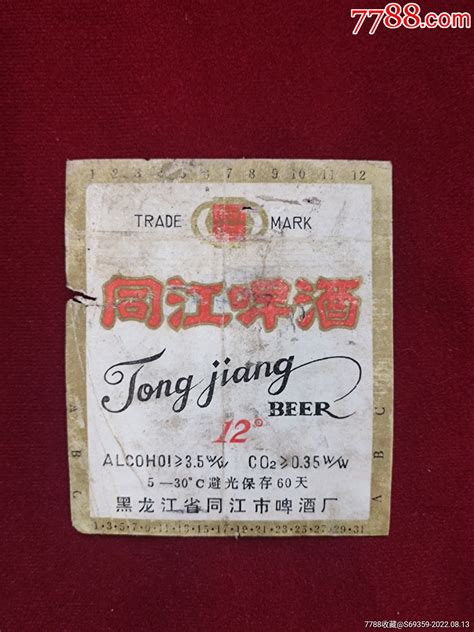 7788.com
1 2 3 4 5 6 7 8 9 10 11 12
TRADE 同 MARK
同江啤酒
Tong jiang
BEER
12°
ALCOHOl≥3.5W/W CO2≥0.35W/W
5—30°C避光保存60天
黑龙江省同江市啤酒厂
A B C
A B C
1·3·5·7·9·11·13·15·17·19·21·23·25·27·29·31
7788收藏@S69359-2022.08.13